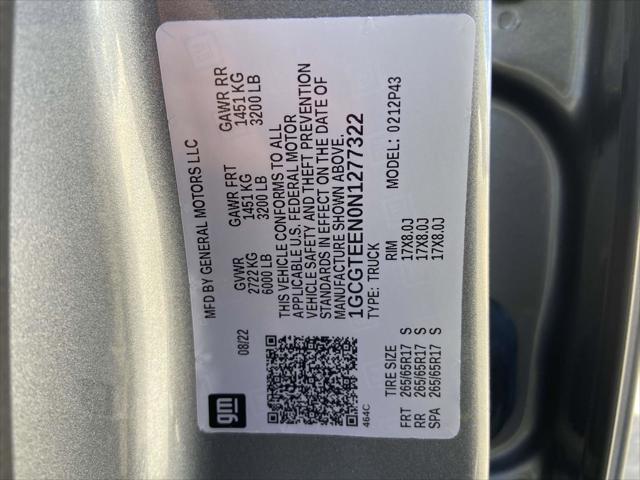 MFD BY GENERAL MOTORS LLC
08/22
GVWR GAWR FRT GAWR RR
2722 KG 1451 KG 1451 KG
6000 LB 3200 LB 3200 LB
THIS VEHICLE CONFORMS TO ALL
APPLICABLE U.S. FEDERAL MOTOR
VEHICLE SAFETY AND THEFT PREVENTION
STANDARDS IN EFFECT ON THE DATE OF
MANUFACTURE SHOWN ABOVE.
1GCGTEEN0N1277322
TYPE: TRUCK MODEL: 0212P43
gm
464C
TIRE SIZE RIM
FRT 265/65R17 S 17X8.0J
RR 265/65R17 S 17X8.0J
SPA 265/65R17 S 17X8.0J